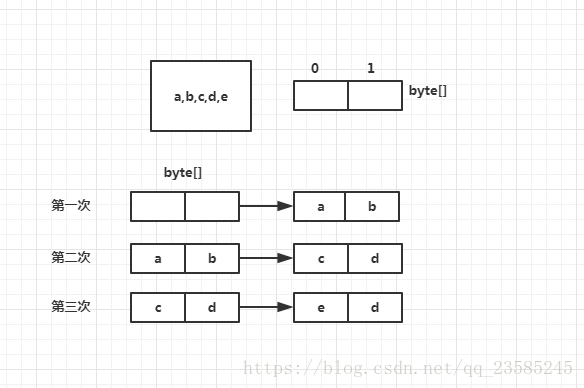 0 1
a,b,c,d,e
byte[]
byte[]
第一次 a b
第二次 a b c d
第三次 c d e d
https://blog.csdn.net/qq_23585245